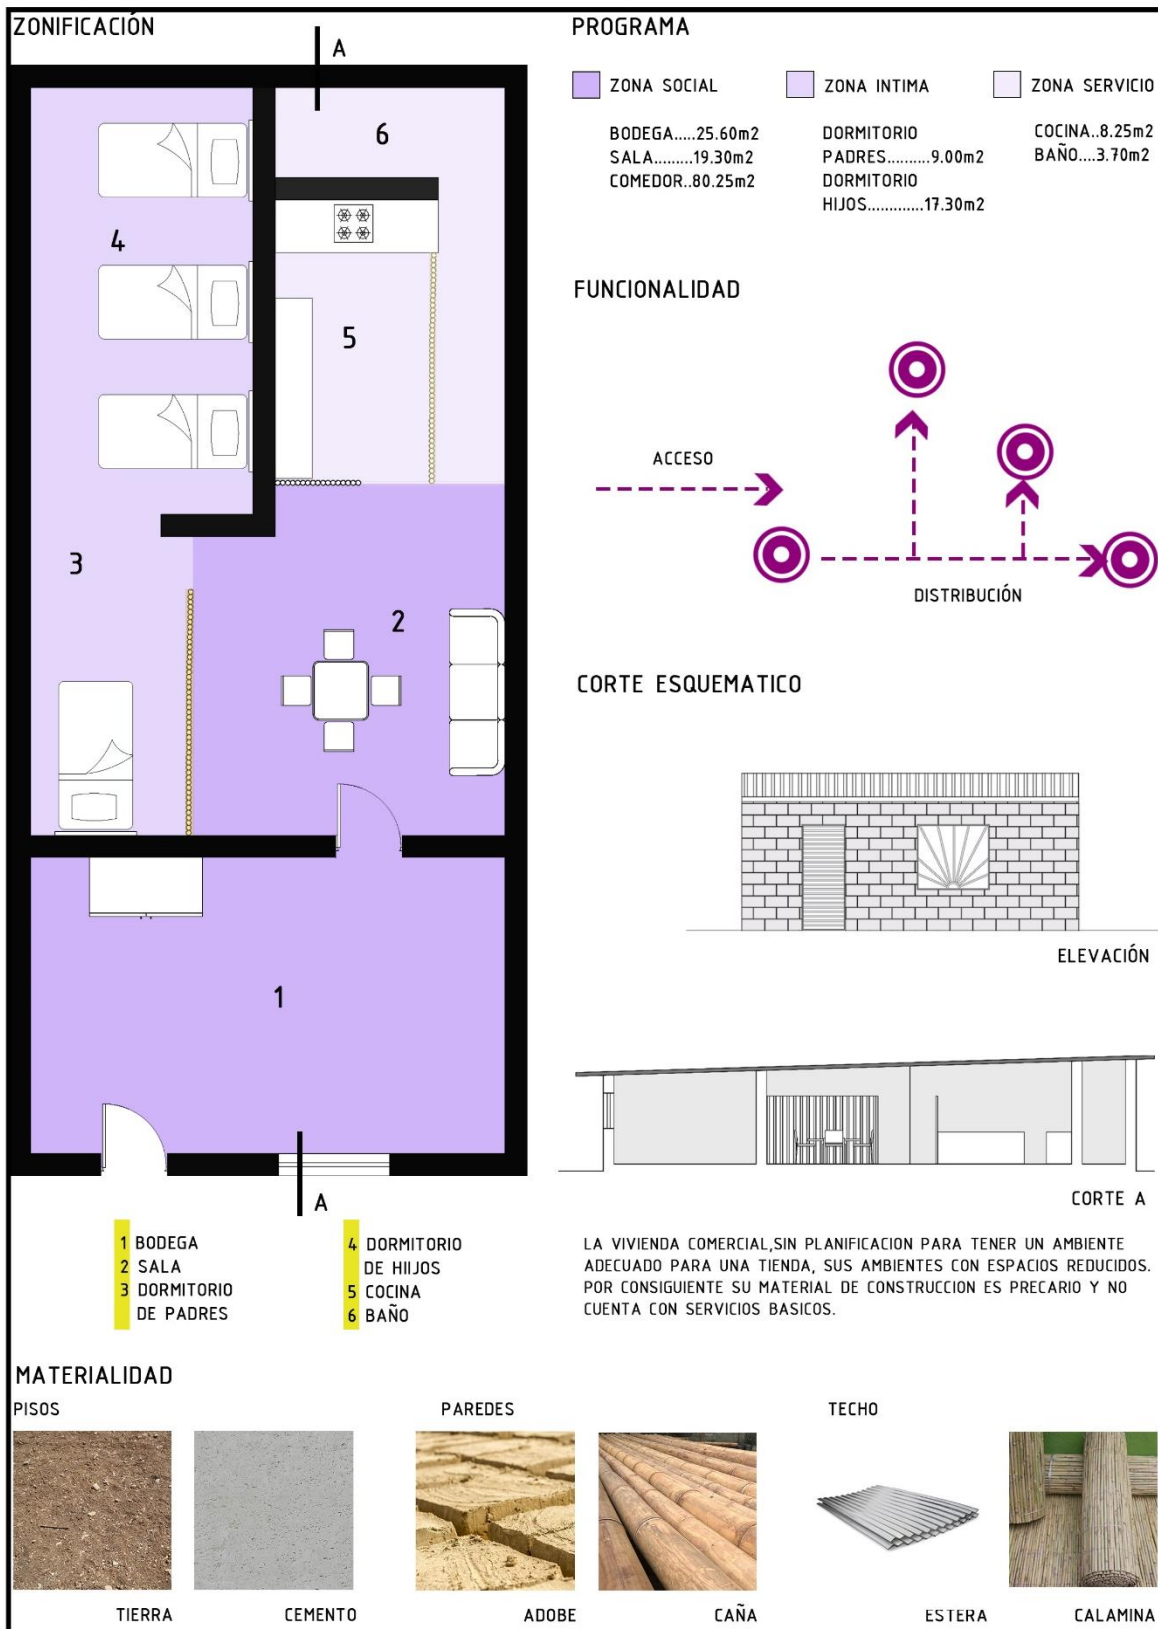 ZONIFICACIÓN
A
6
4
5
3
2
1
A
1 BODEGA
2 SALA
3 DORMITORIO
DE PADRES
4 DORMITORIO
DE HIIJOS
5 COCINA
6 BAÑO
PROGRAMA
ZONA SOCIAL
BODEGA.....25.60m2
SALA.........19.30m2
COMEDOR..80.25m2
ZONA INTIMA
DORMITORIO
PADRES.........9.00m2
DORMITORIO
HIJOS.............17.30m2
ZONA SERVICIO
COCINA..8.25m2
BAÑO....3.70m2
FUNCIONALIDAD
ACCESO
DISTRIBUCIÓN
CORTE ESQUEMATICO
ELEVACIÓN
CORTE A
LA VIVIENDA COMERCIAL,SIN PLANIFICACION PARA TENER UN AMBIENTE
ADECUADO PARA UNA TIENDA, SUS AMBIENTES CON ESPACIOS REDUCIDOS.
POR CONSIGUIENTE SU MATERIAL DE CONSTRUCCION ES PRECARIO Y NO
CUENTA CON SERVICIOS BASICOS.
MATERIALIDAD
PISOS
PAREDES
TECHO
TIERRA
CEMENTO
ADOBE
CAÑA
ESTERA
CALAMINA